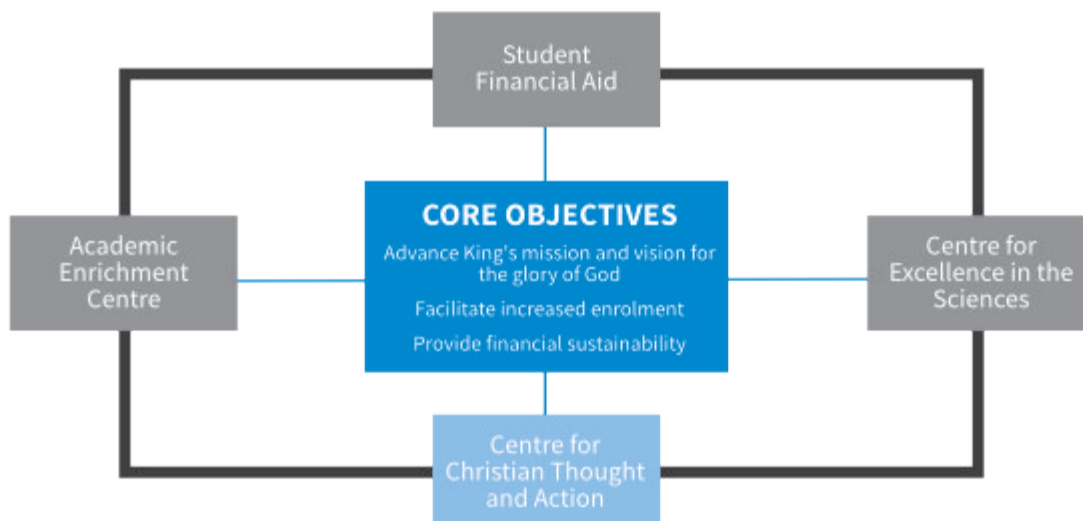 Student
Financial Aid
CORE OBJECTIVES
Advance King's mission and vision for
the glory of God
Facilitate increased enrolment
Provide financial sustainability
Academic
Enrichment
Centre
Centre for
Excellence in the
Sciences
Centre for
Christian Thought
and Action